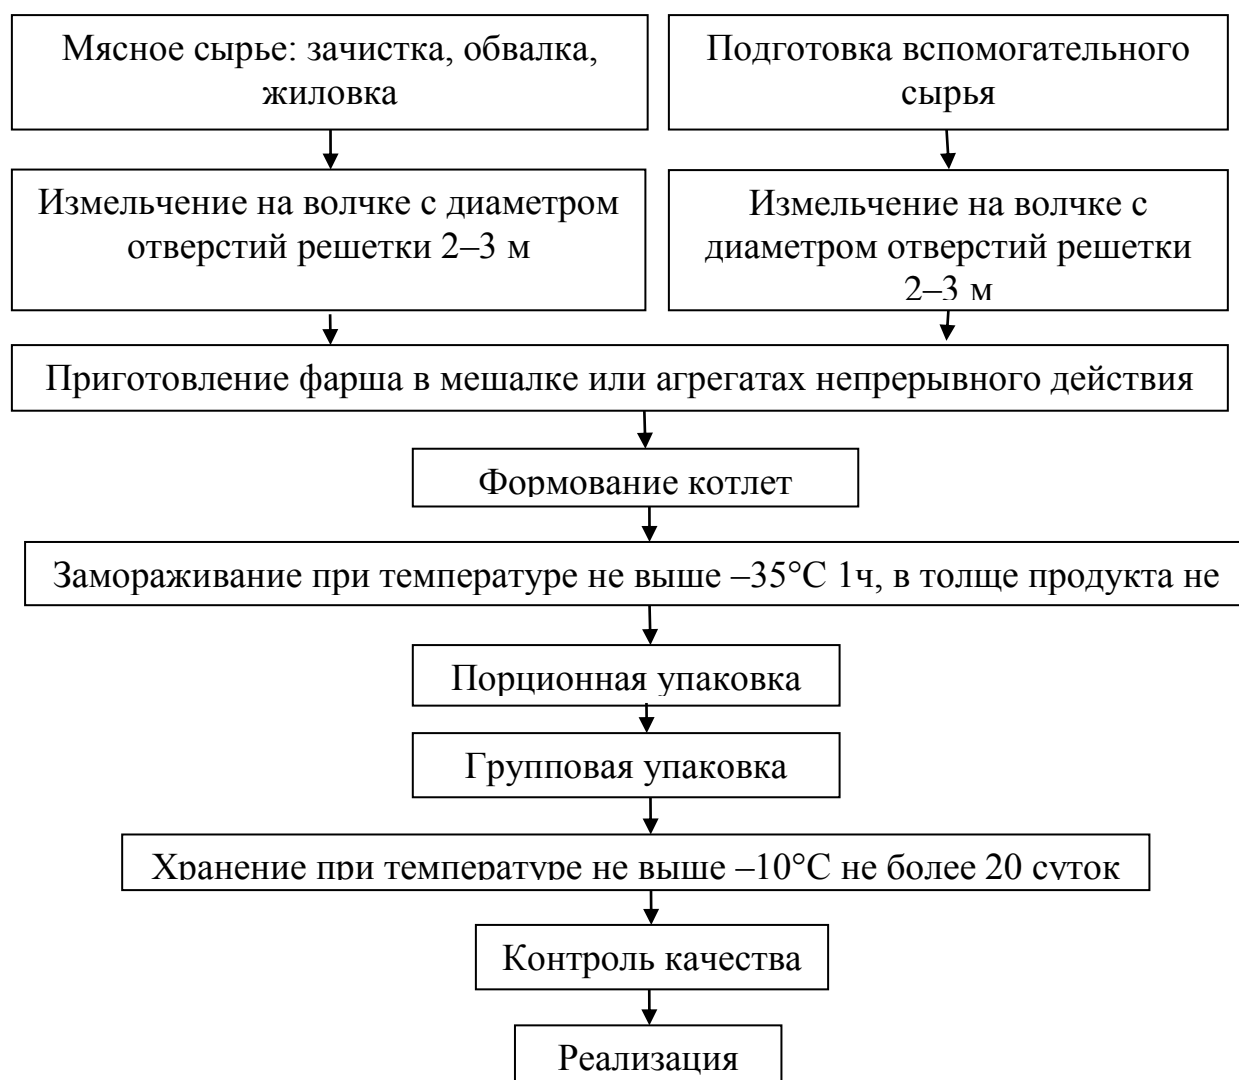 Мясное сырье: зачистка, обвалка,
жиловка
Подготовка вспомогательного
сырья
Измельчение на волчке с диаметром
отверстий решетки 2–3 м
Измельчение на волчке с
диаметром отверстий решетки
2–3 м
Приготовление фарша в мешалке или агрегатах непрерывного действия
Формование котлет
Замораживание при температуре не выше –35°С 1ч, в толще продукта не
Порционная упаковка
Групповая упаковка
Хранение при температуре не выше –10°С не более 20 суток
Контроль качества
Реализация